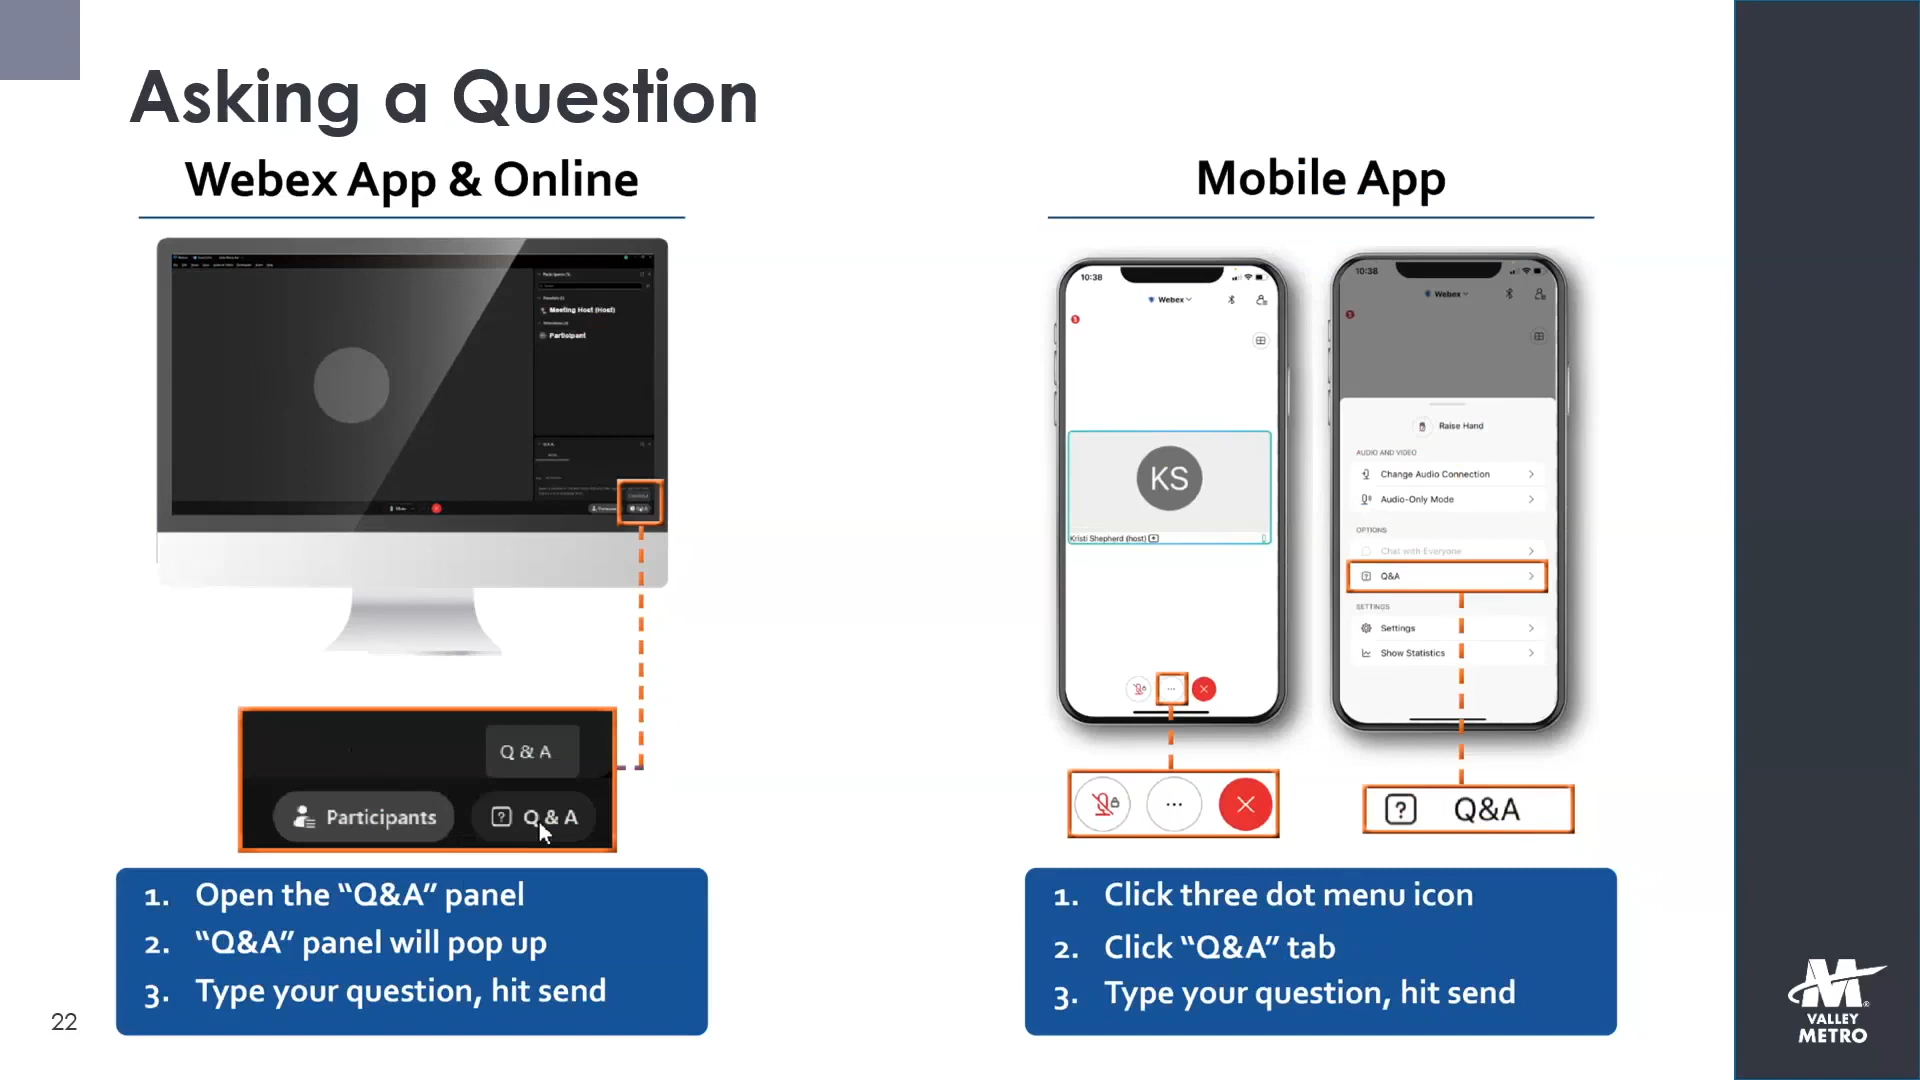 Asking a Question
Webex App & Online
Meeting Host (Host)
Participant
Q & A
Participants
Q & A
1. Open the “Q&A” panel
2. “Q&A” panel will pop up
3. Type your question, hit send
Mobile App
10:38
Webex
KS
Kristi Shepherd (host)
10:38
Webex
Raise Hand
AUDIO AND VIDEO
Change Audio Connection
Audio-Only Mode
OPTIONS
Chat with Everyone
Q&A
SETTINGS
Settings
Show Statistics
Q&A
1. Click three dot menu icon
2. Click “Q&A” tab
3. Type your question, hit send
22
VALLEY
METRO